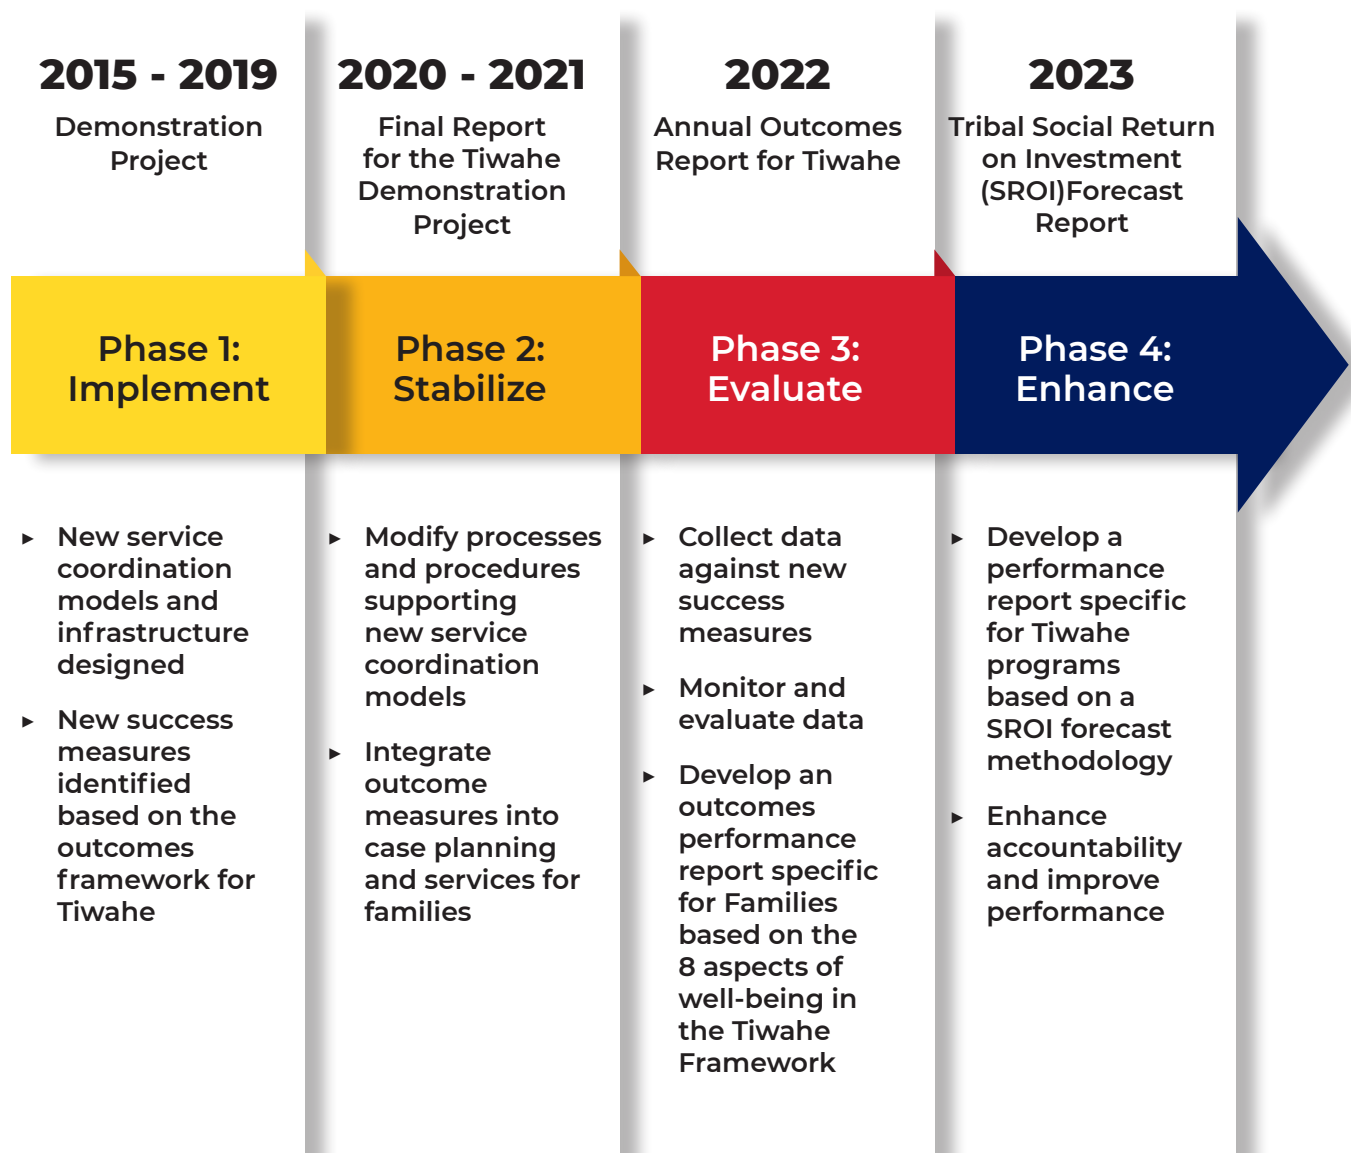 2015 - 2019
Demonstration
Project
2020 - 2021
Final Report
for the Tiwahe
Demonstration
Project
2022
Annual Outcomes
Report for Tiwahe
2023
Tribal Social Return
on Investment
(SROI)Forecast
Report
Phase 1:
Implement
Phase 2:
Stabilize
Phase 3:
Evaluate
Phase 4:
Enhance
▸ New service
coordination
models and
infrastructure
designed
▸ New success
measures
identified
based on the
outcomes
framework for
Tiwahe
▸ Modify processes
and procedures
supporting
new service
coordination
models
▸ Integrate
outcome
measures into
case planning
and services for
families
▸ Collect data
against new
success
measures
▸ Monitor and
evaluate data
▸ Develop an
outcomes
performance
report specific
for Families
based on the
8 aspects of
well-being in
the Tiwahe
Framework
▸ Develop a
performance
report specific
for Tiwahe
programs
based on a
SROI forecast
methodology
▸ Enhance
accountability
and improve
performance